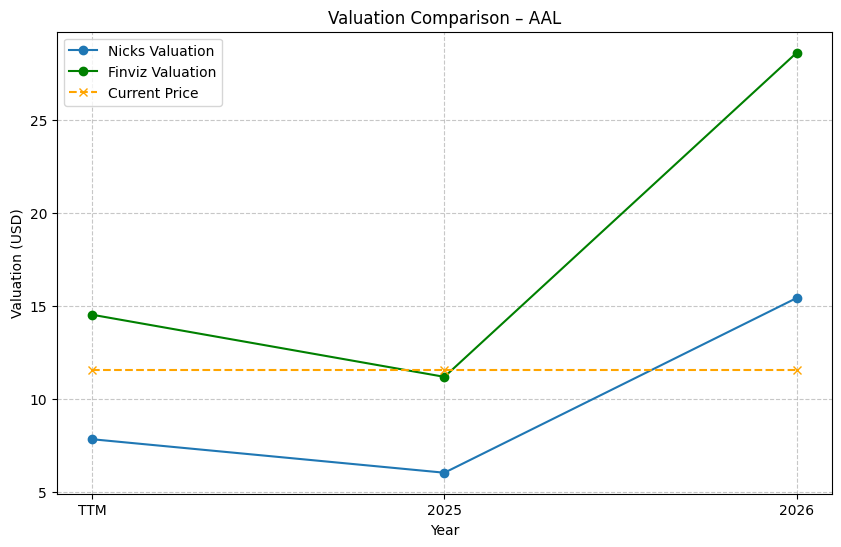 Valuation Comparison – AAL
Nicks Valuation
Finviz Valuation
Current Price
Valuation (USD)
25
20
15
10
5
TTM
2025
2026
Year